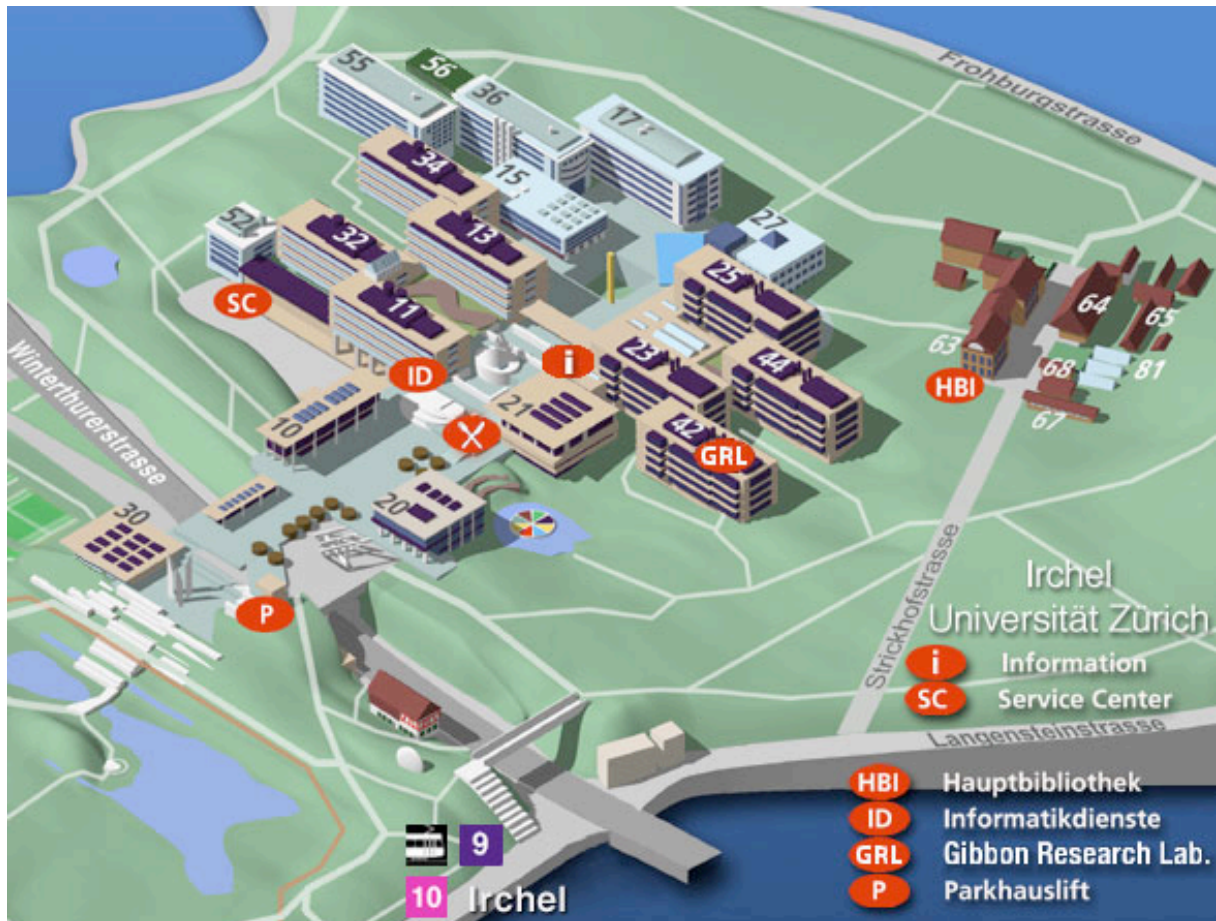 Frohburgstrasse
55
56
36
17
34
15
52
32
13
27
25
SC
11
64
65
63
i
23
44
68
81
ID
HBI
Winterthurerstrasse
10
21
67
42
GRL
30
20
P
Strickhofstrasse
Irchel
Universität Zürich
i Information
SC Service Center
Langensteinstrasse
HBI Hauptbibliothek
ID Informatikdienste
GRL Gibbon Research Lab.
P Parkhauslift
9
10 Irchel